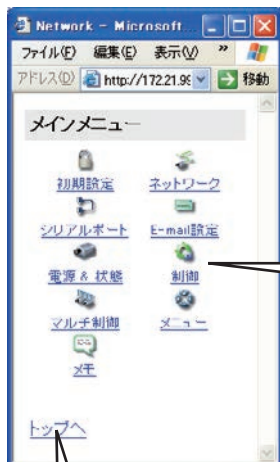 Network - Microsoft...
ファイル(F) 編集(E) 表示(V) »
アドレス(D) http://172.21.99 移動
メインメニュー
初期設定 ネットワーク
シリアルポート E-mail設定
電源 & 状態 制御
マルチ制御 メニュー
メモ
トップへ